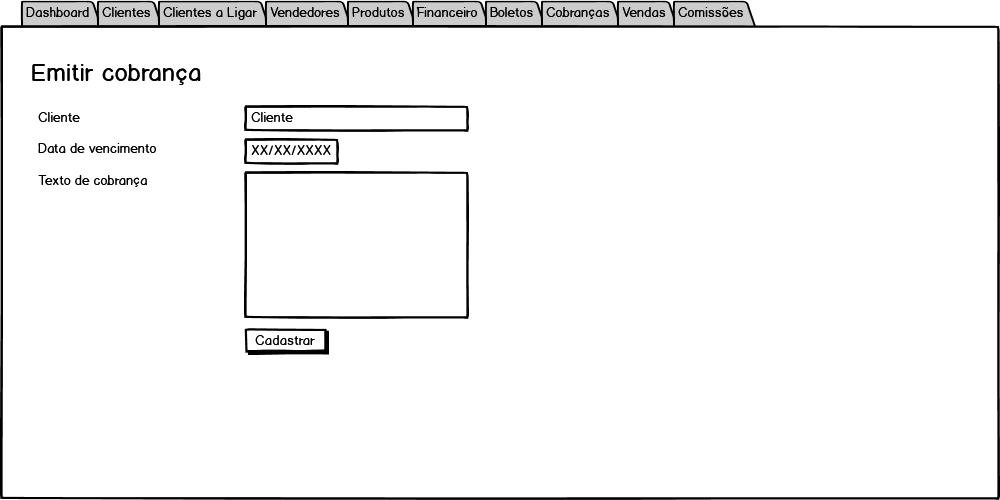 Dashboard Clientes Clientes a Ligar Vendedores Produtos Financeiro Boletos Cobranças Vendas Comissões
Emitir cobrança
Cliente Cliente
Data de vencimento XX/XX/XXXX
Texto de cobrança
Cadastrar